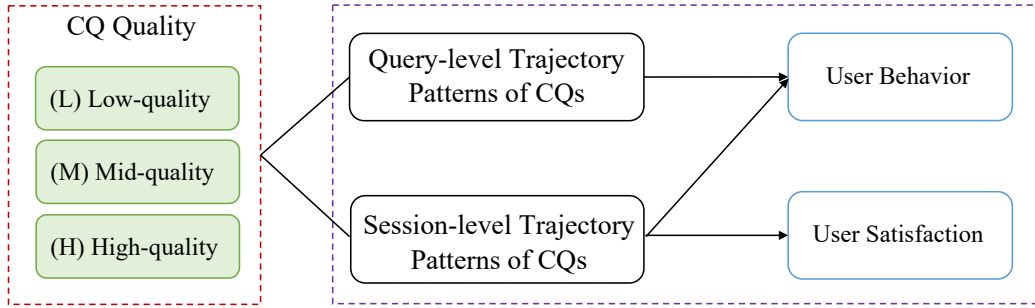 CQ Quality
(L) Low-quality
(M) Mid-quality
(H) High-quality
Query-level Trajectory
Patterns of CQs
Session-level Trajectory
Patterns of CQs
User Behavior
User Satisfaction